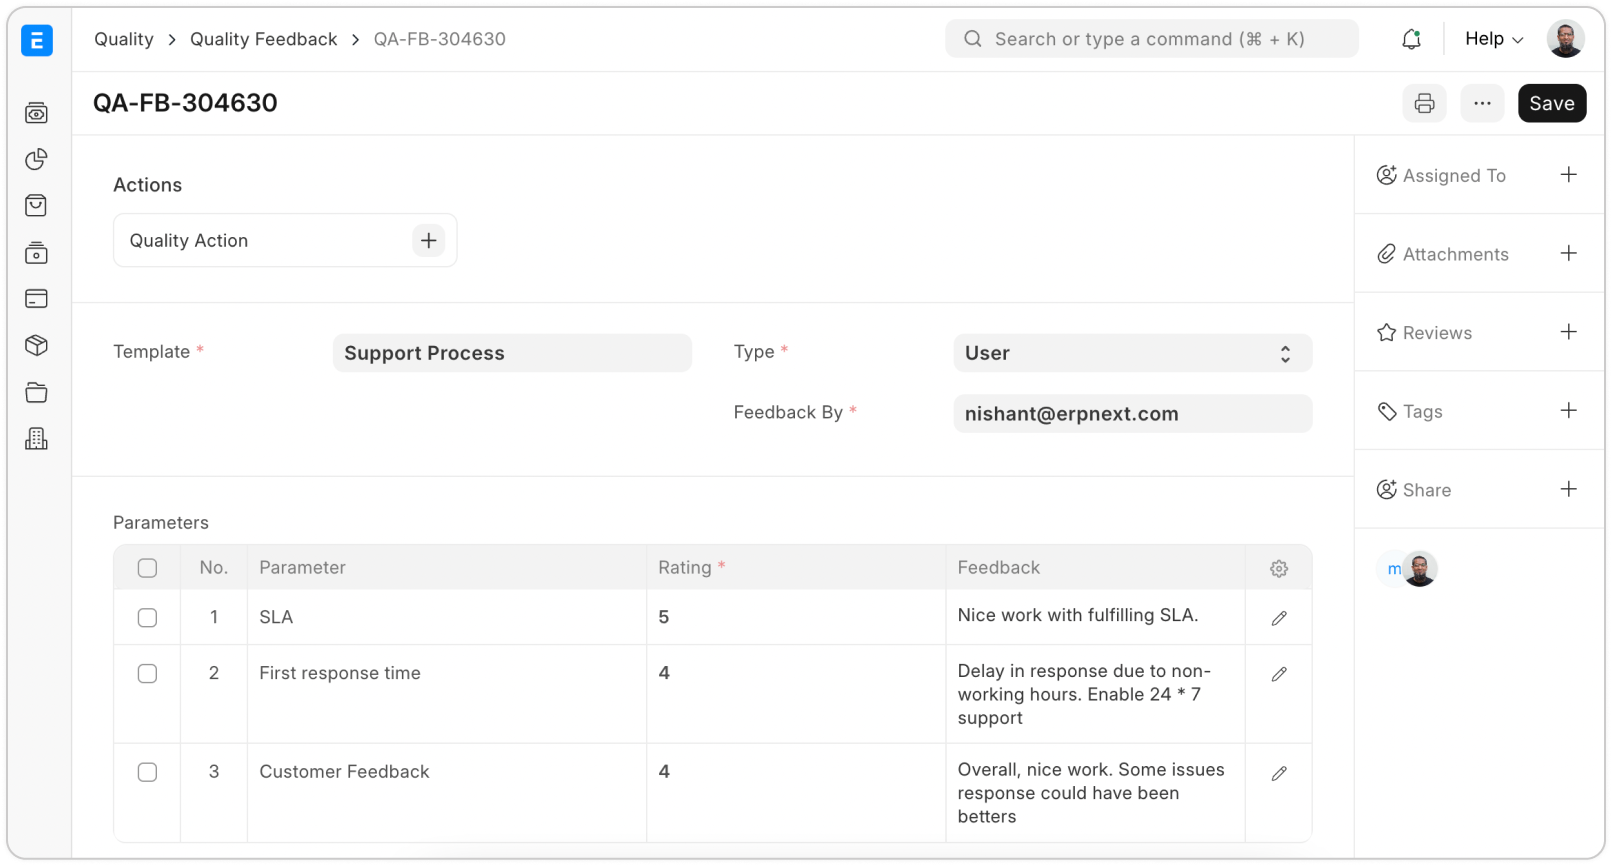 E
Quality > Quality Feedback > QA-FB-304630
Search or type a command (⌘ + K)
Help
QA-FB-304630
... Save
Actions
Quality Action +
Template *
Support Process
Type *
User
Feedback By *
nishant@erpnext.com
Parameters
No. Parameter Rating * Feedback
1 SLA 5 Nice work with fulfilling SLA.
2 First response time 4 Delay in response due to non-
working hours. Enable 24 * 7
support
3 Customer Feedback 4 Overall, nice work. Some issues
response could have been
betters
Assigned To +
Attachments +
Reviews +
Tags +
Share +
m